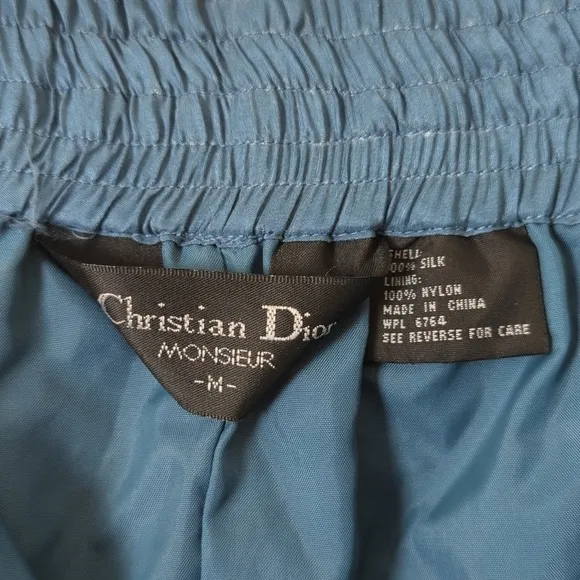 Christian Dior
MONSIEUR
-M-
SHELL:
100% SILK
LINING:
100% NYLON
MADE IN CHINA
WPL 6764
SEE REVERSE FOR CARE